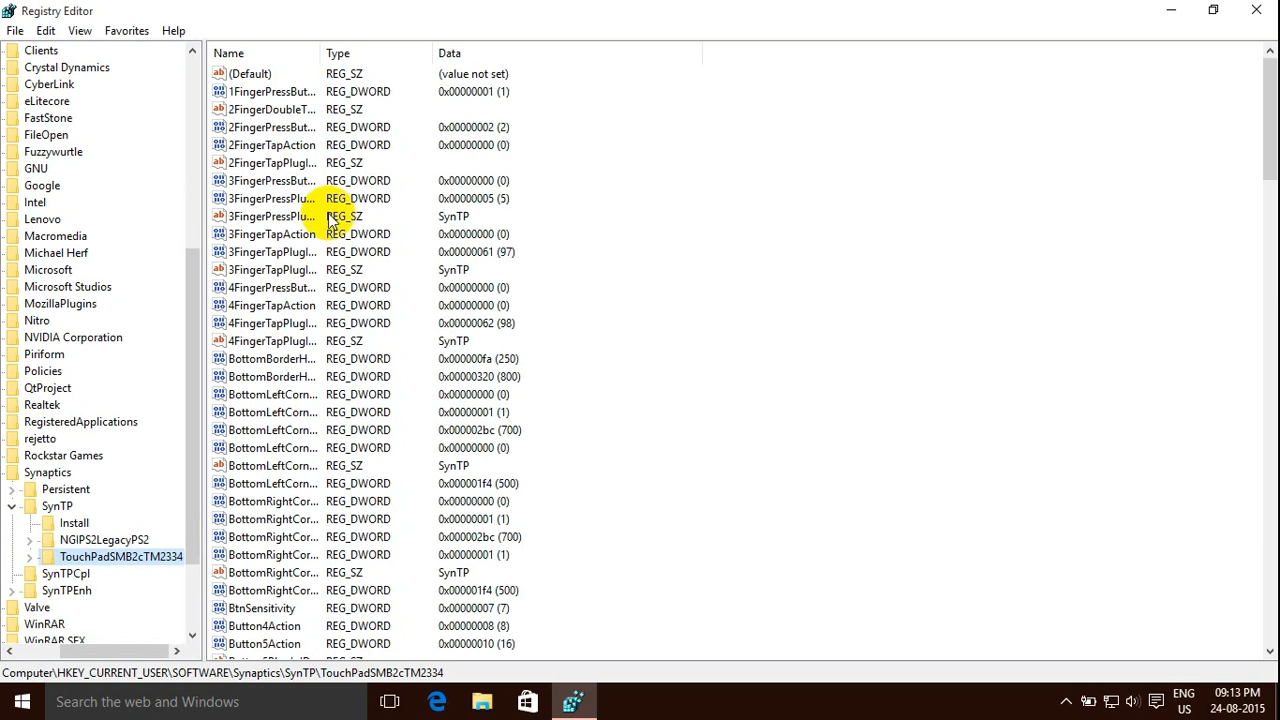 Registry Editor
File Edit View Favorites Help
Clients
Crystal Dynamics
CyberLink
eLitecore
FastStone
FileOpen
Fuzzywurtle
GNU
Google
Intel
Lenovo
Macromedia
Michael Herf
Microsoft
Microsoft Studios
MozillaPlugins
Nitro
NVIDIA Corporation
Piriform
Policies
QtProject
Realtek
RegisteredApplications
rejetto
Rockstar Games
Synaptics
Persistent
SynTP
Install
NGIPS2LegacyPS2
TouchPadSMB2cTM2334
SynTPCpl
SynTPEnh
Valve
WinRAR
WinRAR SFX
Name Type Data
(Default) REG_SZ (value not set)
1FingerPressBut... REG_DWORD 0x00000001 (1)
2FingerDoubleT... REG_SZ
2FingerPressBut... REG_DWORD 0x00000002 (2)
2FingerTapAction REG_DWORD 0x00000000 (0)
2FingerTapPlugI... REG_SZ
3FingerPressBut... REG_DWORD 0x00000000 (0)
3FingerPressPlu... REG_DWORD 0x00000005 (5)
3FingerPressPlu... REG_SZ SynTP
3FingerTapAction REG_DWORD 0x00000000 (0)
3FingerTapPlugI... REG_DWORD 0x00000061 (97)
3FingerTapPlugI... REG_SZ SynTP
4FingerPressBut... REG_DWORD 0x00000000 (0)
4FingerTapAction REG_DWORD 0x00000000 (0)
4FingerTapPlugI... REG_DWORD 0x00000062 (98)
4FingerTapPlugI... REG_SZ SynTP
BottomBorderH... REG_DWORD 0x000000fa (250)
BottomBorderH... REG_DWORD 0x00000320 (800)
BottomLeftCorn... REG_DWORD 0x00000000 (0)
BottomLeftCorn... REG_DWORD 0x00000001 (1)
BottomLeftCorn... REG_DWORD 0x000002bc (700)
BottomLeftCorn... REG_DWORD 0x00000000 (0)
BottomLeftCorn... REG_SZ SynTP
BottomLeftCorn... REG_DWORD 0x000001f4 (500)
BottomRightCor... REG_DWORD 0x00000000 (0)
BottomRightCor... REG_DWORD 0x00000001 (1)
BottomRightCor... REG_DWORD 0x000002bc (700)
BottomRightCor... REG_DWORD 0x00000001 (1)
BottomRightCor... REG_SZ SynTP
BottomRightCor... REG_DWORD 0x000001f4 (500)
BtnSensitivity REG_DWORD 0x00000007 (7)
Button4Action REG_DWORD 0x00000008 (8)
Button5Action REG_DWORD 0x00000010 (16)
Computer\HKEY_CURRENT_USER\SOFTWARE\Synaptics\SynTP\TouchPadSMB2cTM2334
Search the web and Windows
ENG 09:13 PM
US 24-08-2015